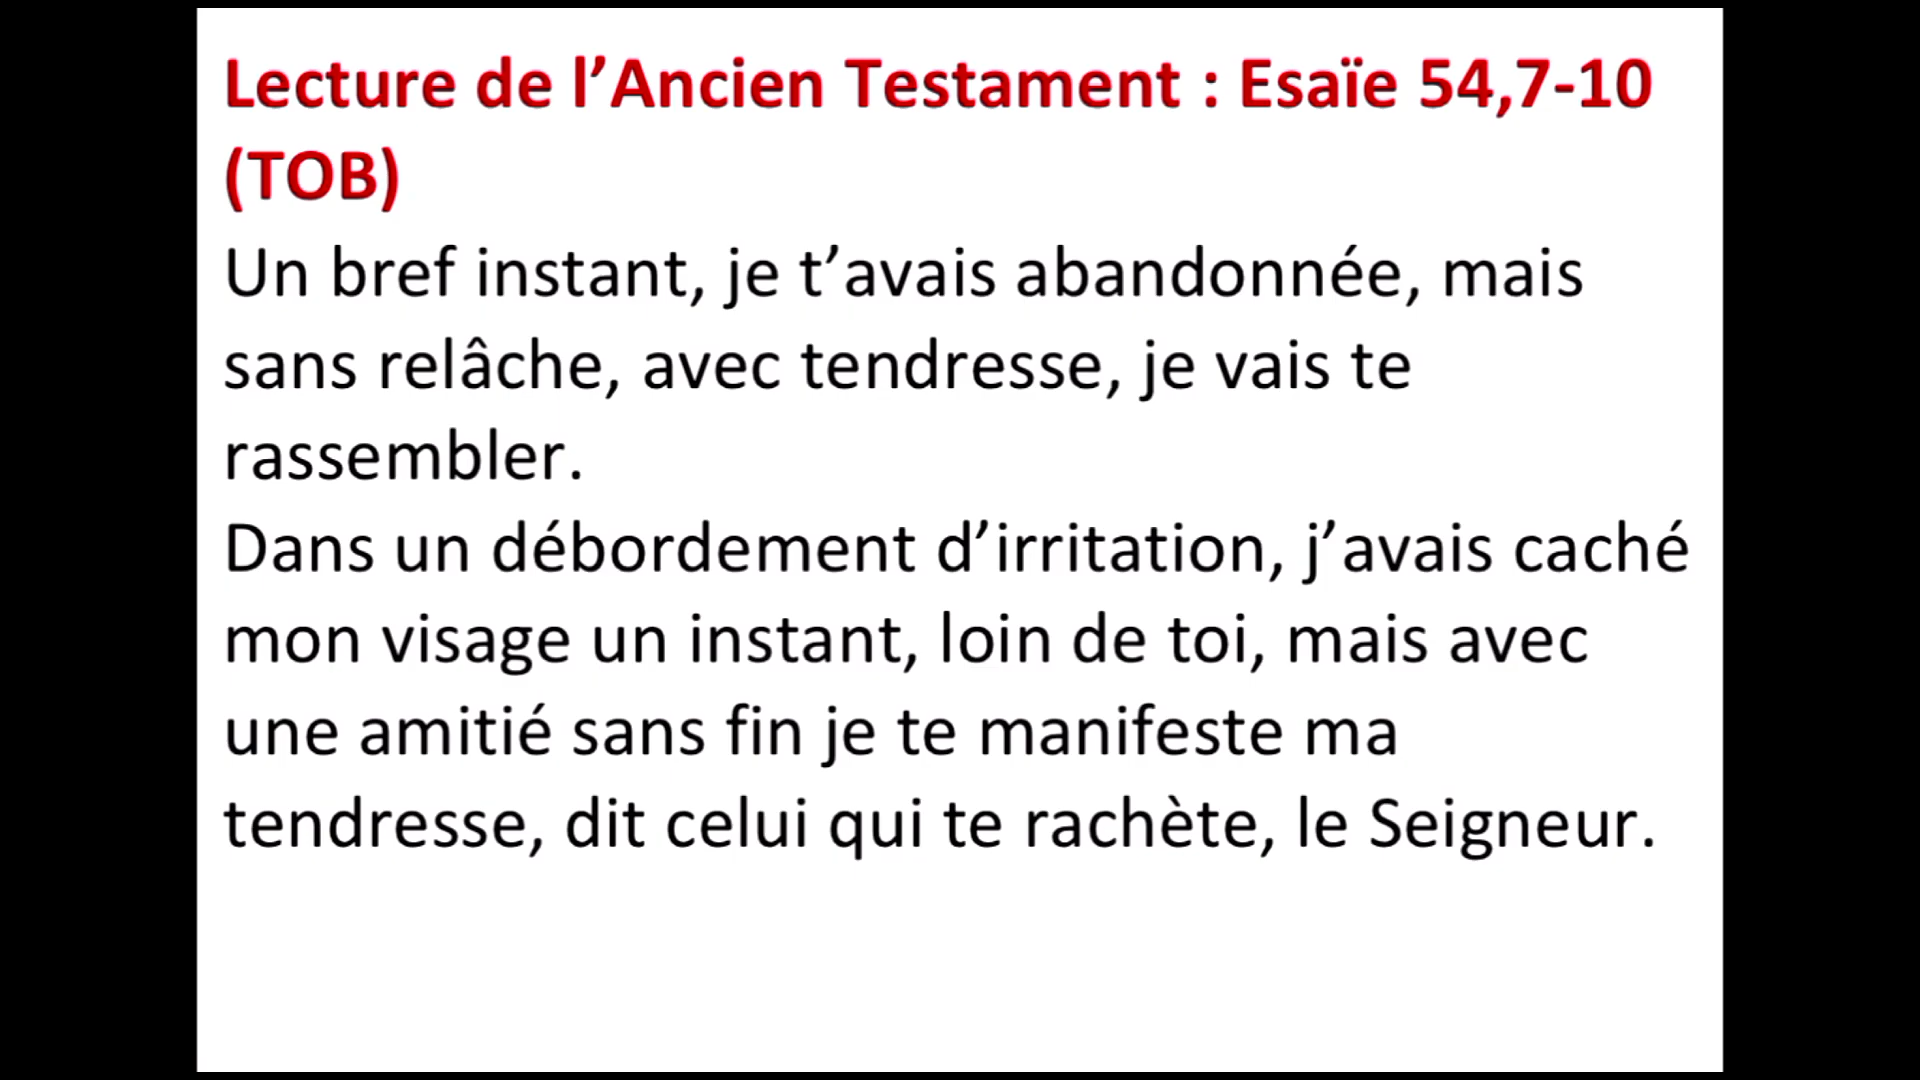 Lecture de l’Ancien Testament : Esaïe 54,7-10
(TOB)
Un bref instant, je t’avais abandonnée, mais
sans relâche, avec tendresse, je vais te
rassembler.
Dans un débordement d’irritation, j’avais caché
mon visage un instant, loin de toi, mais avec
une amitié sans fin je te manifeste ma
tendresse, dit celui qui te rachète, le Seigneur.